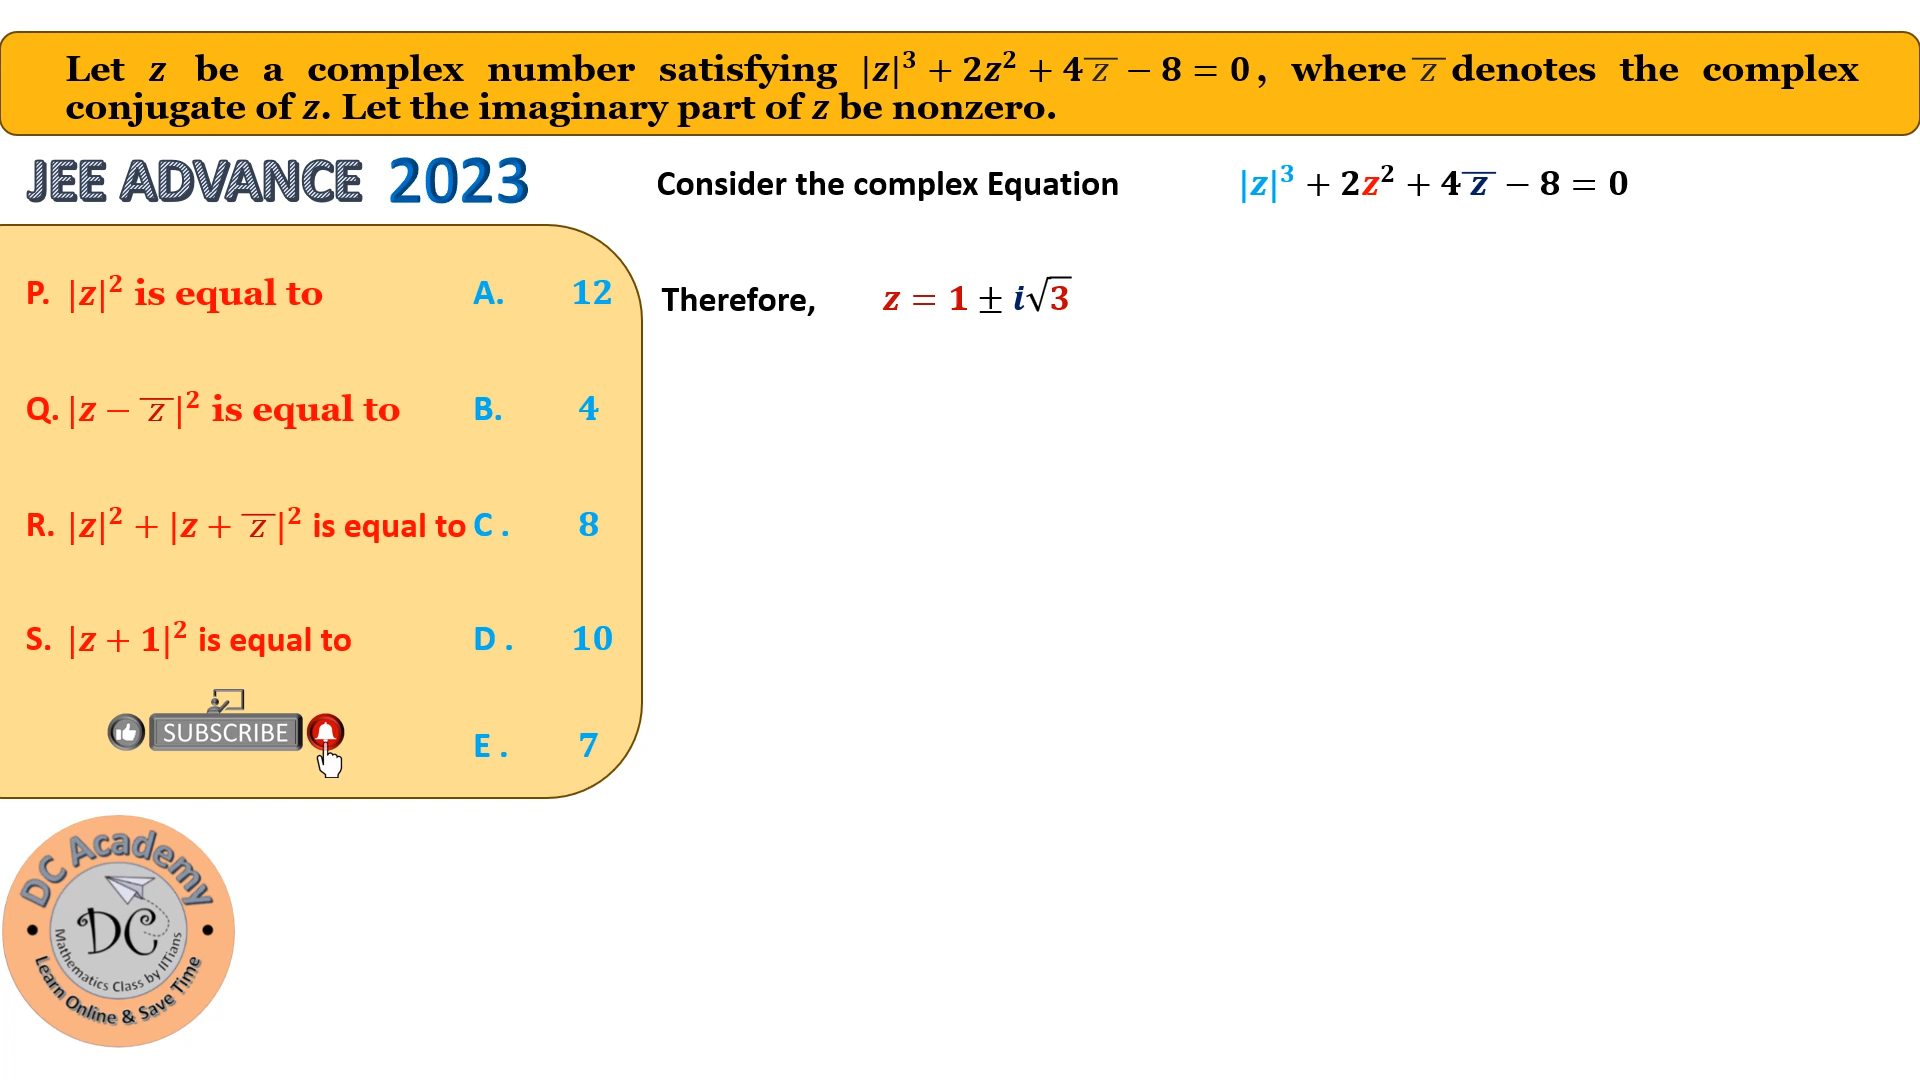 Let z be a complex number satisfying |z|³ + 2z² + 4z̅ − 8 = 0, where z̅ denotes the complex
conjugate of z. Let the imaginary part of z be nonzero.
JEE ADVANCE 2023
Consider the complex Equation |z|³ + 2z² + 4z̅ − 8 = 0
Therefore, z = 1 ± i√3
P. |z|² is equal to A. 12
Q. |z − z̅|² is equal to B. 4
R. |z|² + |z + z̅|² is equal to C . 8
S. |z + 1|² is equal to D . 10
SUBSCRIBE
E . 7
DC Academy
DC
Mathematics Class by IITians
Learn Online & Save Time